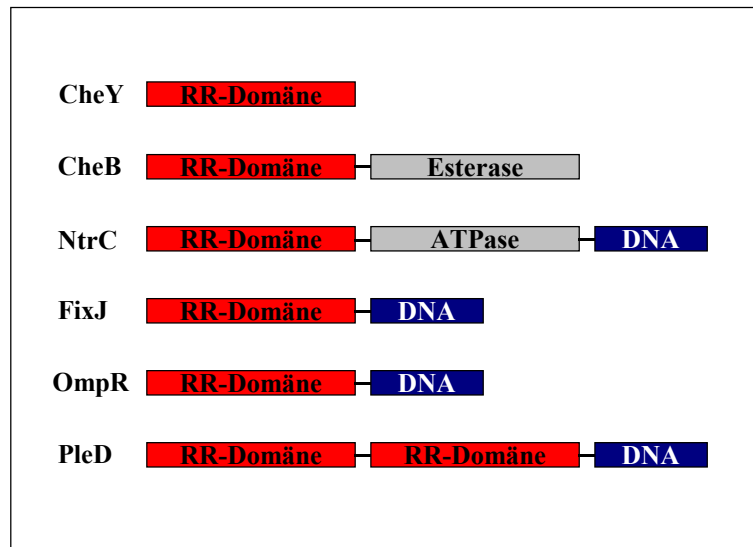 CheY RR-Domäne
CheB RR-Domäne Esterase
NtrC RR-Domäne ATPase DNA
FixJ RR-Domäne DNA
OmpR RR-Domäne DNA
PleD RR-Domäne RR-Domäne DNA